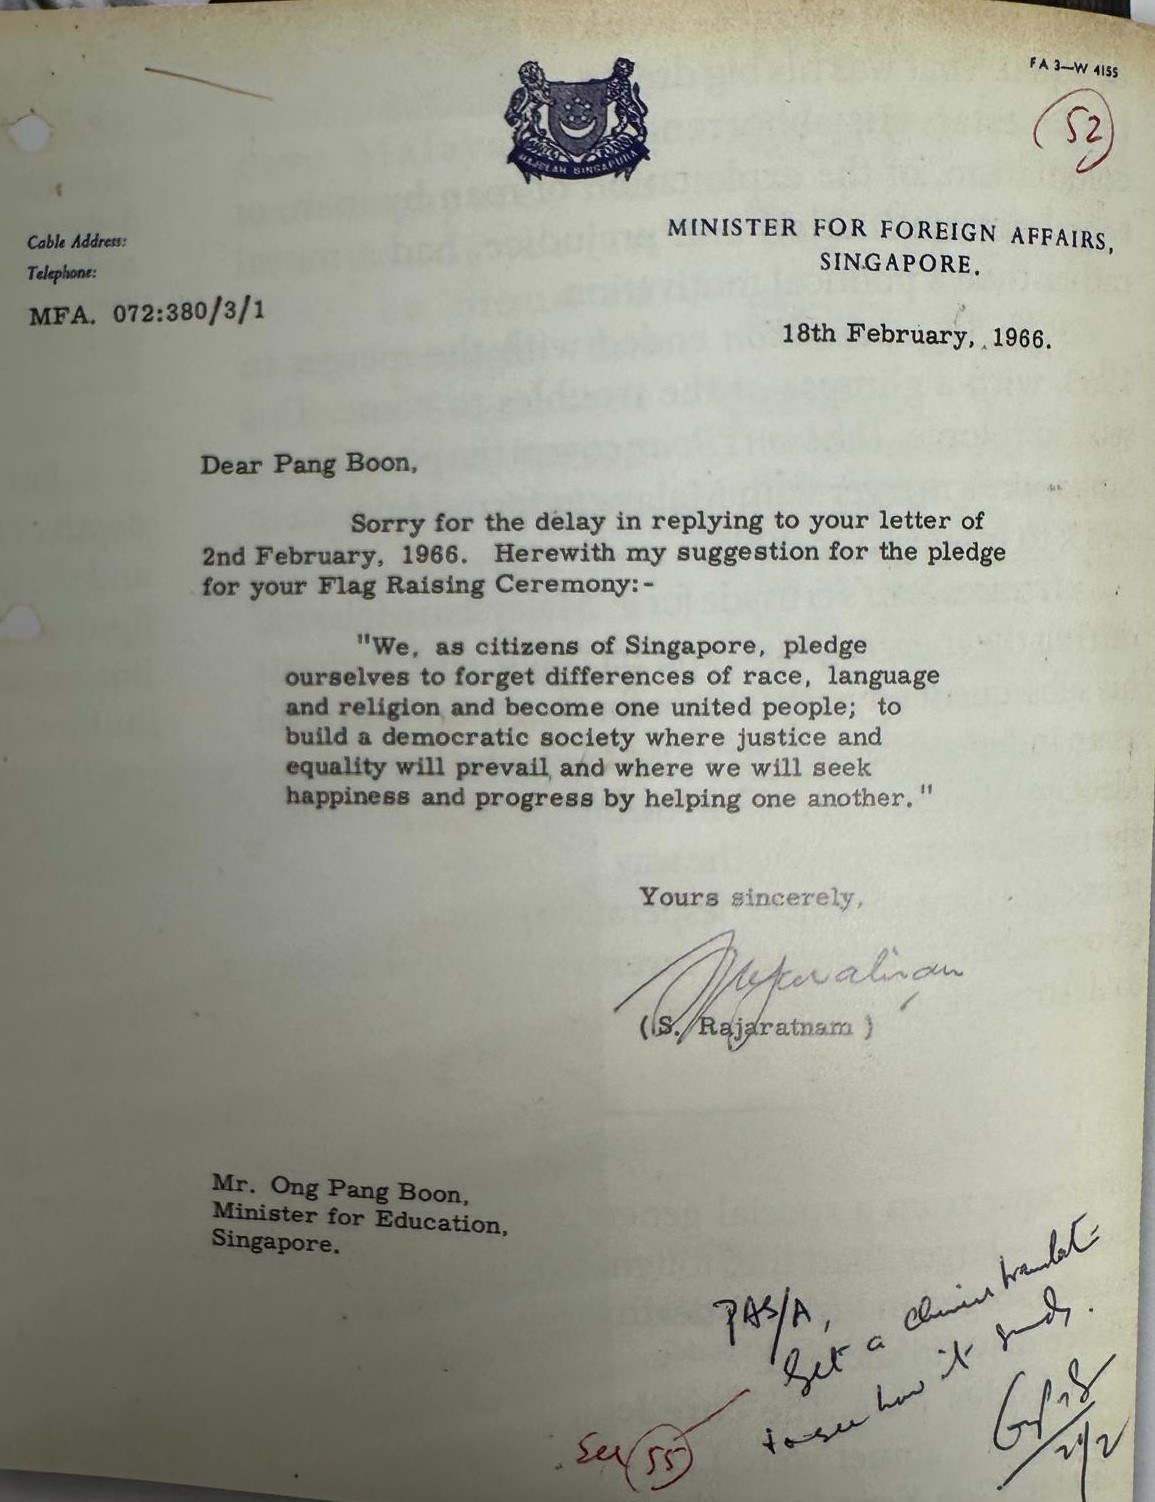 FA 3—W 4155
52
MAJULAH SINGAPURA
MINISTER FOR FOREIGN AFFAIRS,
SINGAPORE.
Cable Address:
Telephone:
MFA. 072:380/3/1
18th February, 1966.
Dear Pang Boon,
Sorry for the delay in replying to your letter of
2nd February, 1966. Herewith my suggestion for the pledge
for your Flag Raising Ceremony:-
"We, as citizens of Singapore, pledge
ourselves to forget differences of race, language
and religion and become one united people; to
build a democratic society where justice and
equality will prevail and where we will seek
happiness and progress by helping one another."
Yours sincerely,
(S. Rajaratnam )
Mr. Ong Pang Boon,
Minister for Education,
Singapore.
PAS/A,
Get a Chinese
to see how it sounds.
See 55